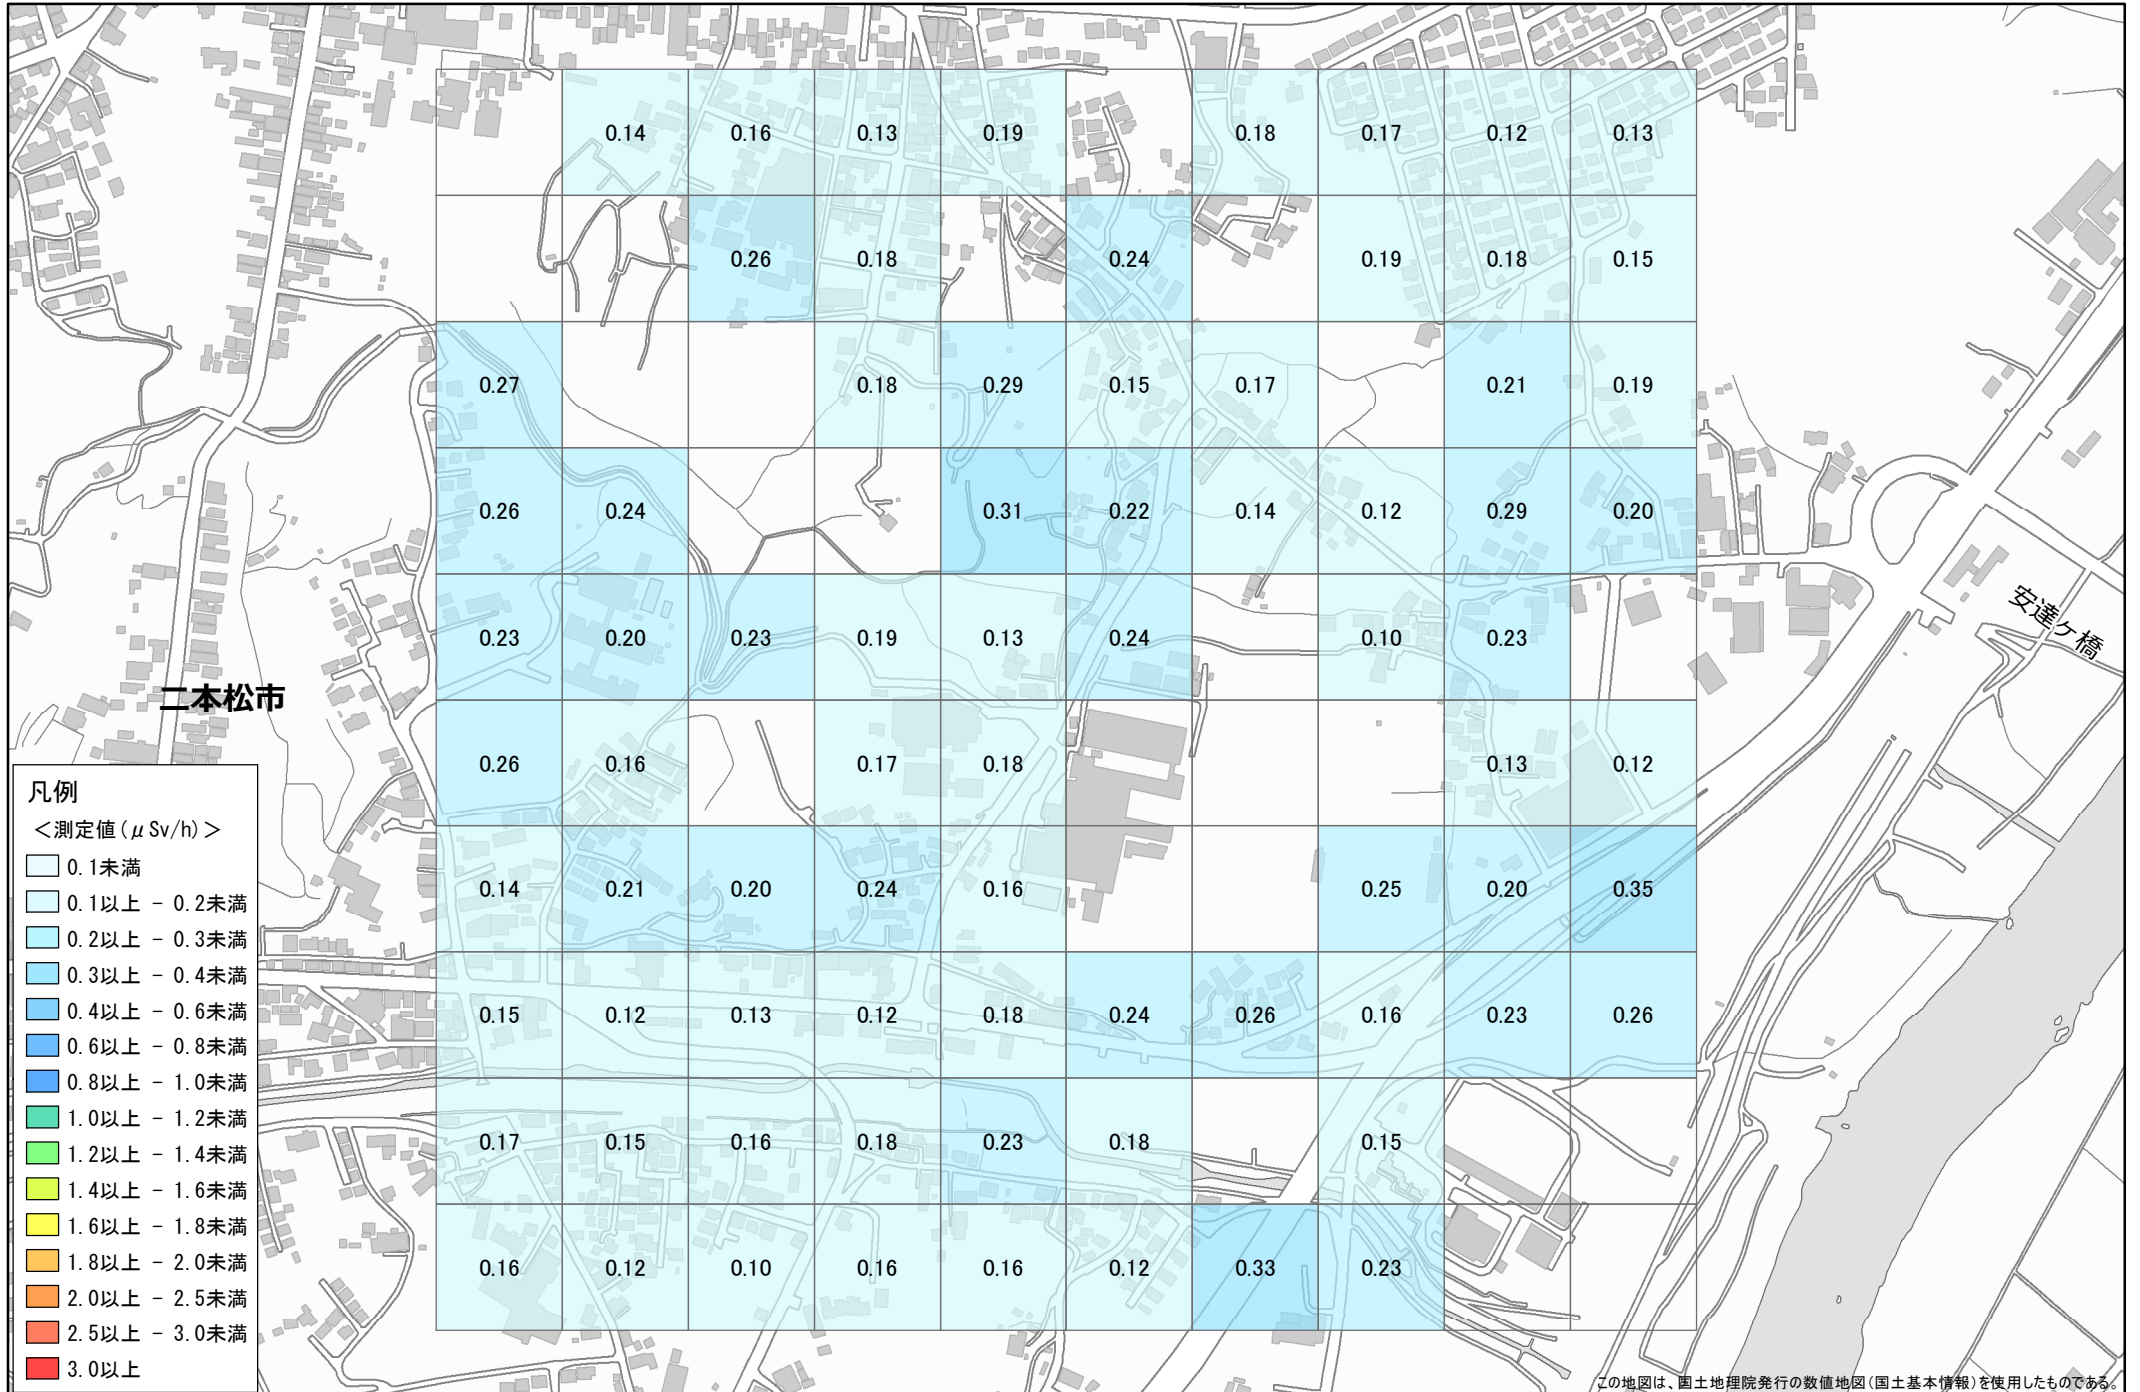 0.14 0.16 0.13 0.19 0.18 0.17 0.12 0.13
0.26 0.18 0.24 0.19 0.18 0.15
0.27 0.18 0.29 0.15 0.17 0.21 0.19
0.26 0.24 0.31 0.22 0.14 0.12 0.29 0.20
0.23 0.20 0.23 0.19 0.13 0.24 0.10 0.23
安達ケ橋
二本松市
0.26 0.16 0.17 0.18 0.13 0.12
0.14 0.21 0.20 0.24 0.16 0.25 0.20 0.35
0.15 0.12 0.13 0.12 0.18 0.24 0.26 0.16 0.23 0.26
0.17 0.15 0.16 0.18 0.23 0.18 0.15
0.16 0.12 0.10 0.16 0.16 0.12 0.33 0.23
凡例
<測定値(μSv/h)>
0.1未満
0.1以上 - 0.2未満
0.2以上 - 0.3未満
0.3以上 - 0.4未満
0.4以上 - 0.6未満
0.6以上 - 0.8未満
0.8以上 - 1.0未満
1.0以上 - 1.2未満
1.2以上 - 1.4未満
1.4以上 - 1.6未満
1.6以上 - 1.8未満
1.8以上 - 2.0未満
2.0以上 - 2.5未満
2.5以上 - 3.0未満
3.0以上
この地図は、国土地理院発行の数値地図(国土基本情報)を使用したものである。